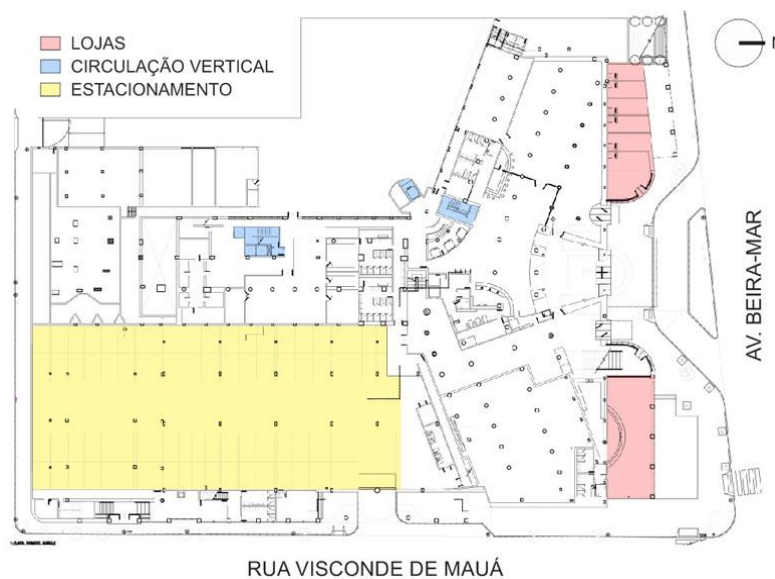 LOJAS
CIRCULAÇÃO VERTICAL
ESTACIONAMENTO
N
AV. BEIRA-MAR
RUA VISCONDE DE MAUÁ